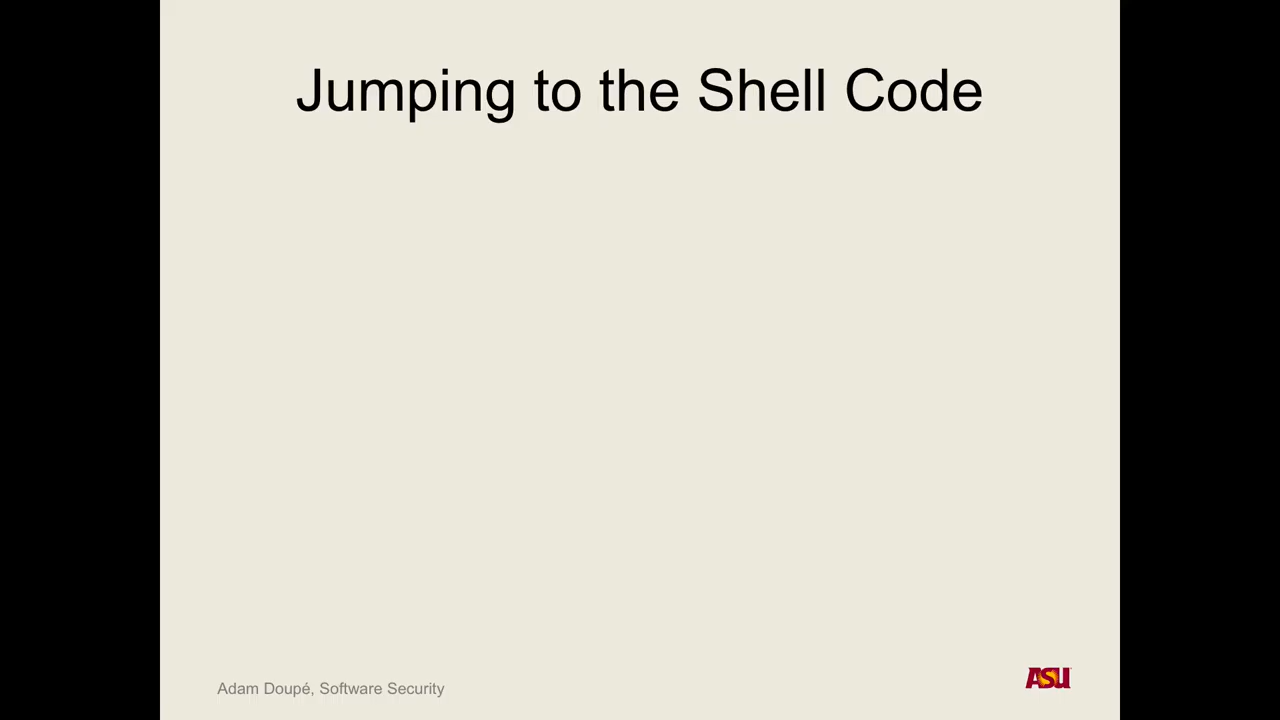 Jumping to the Shell Code
Adam Doupé, Software Security
ASU